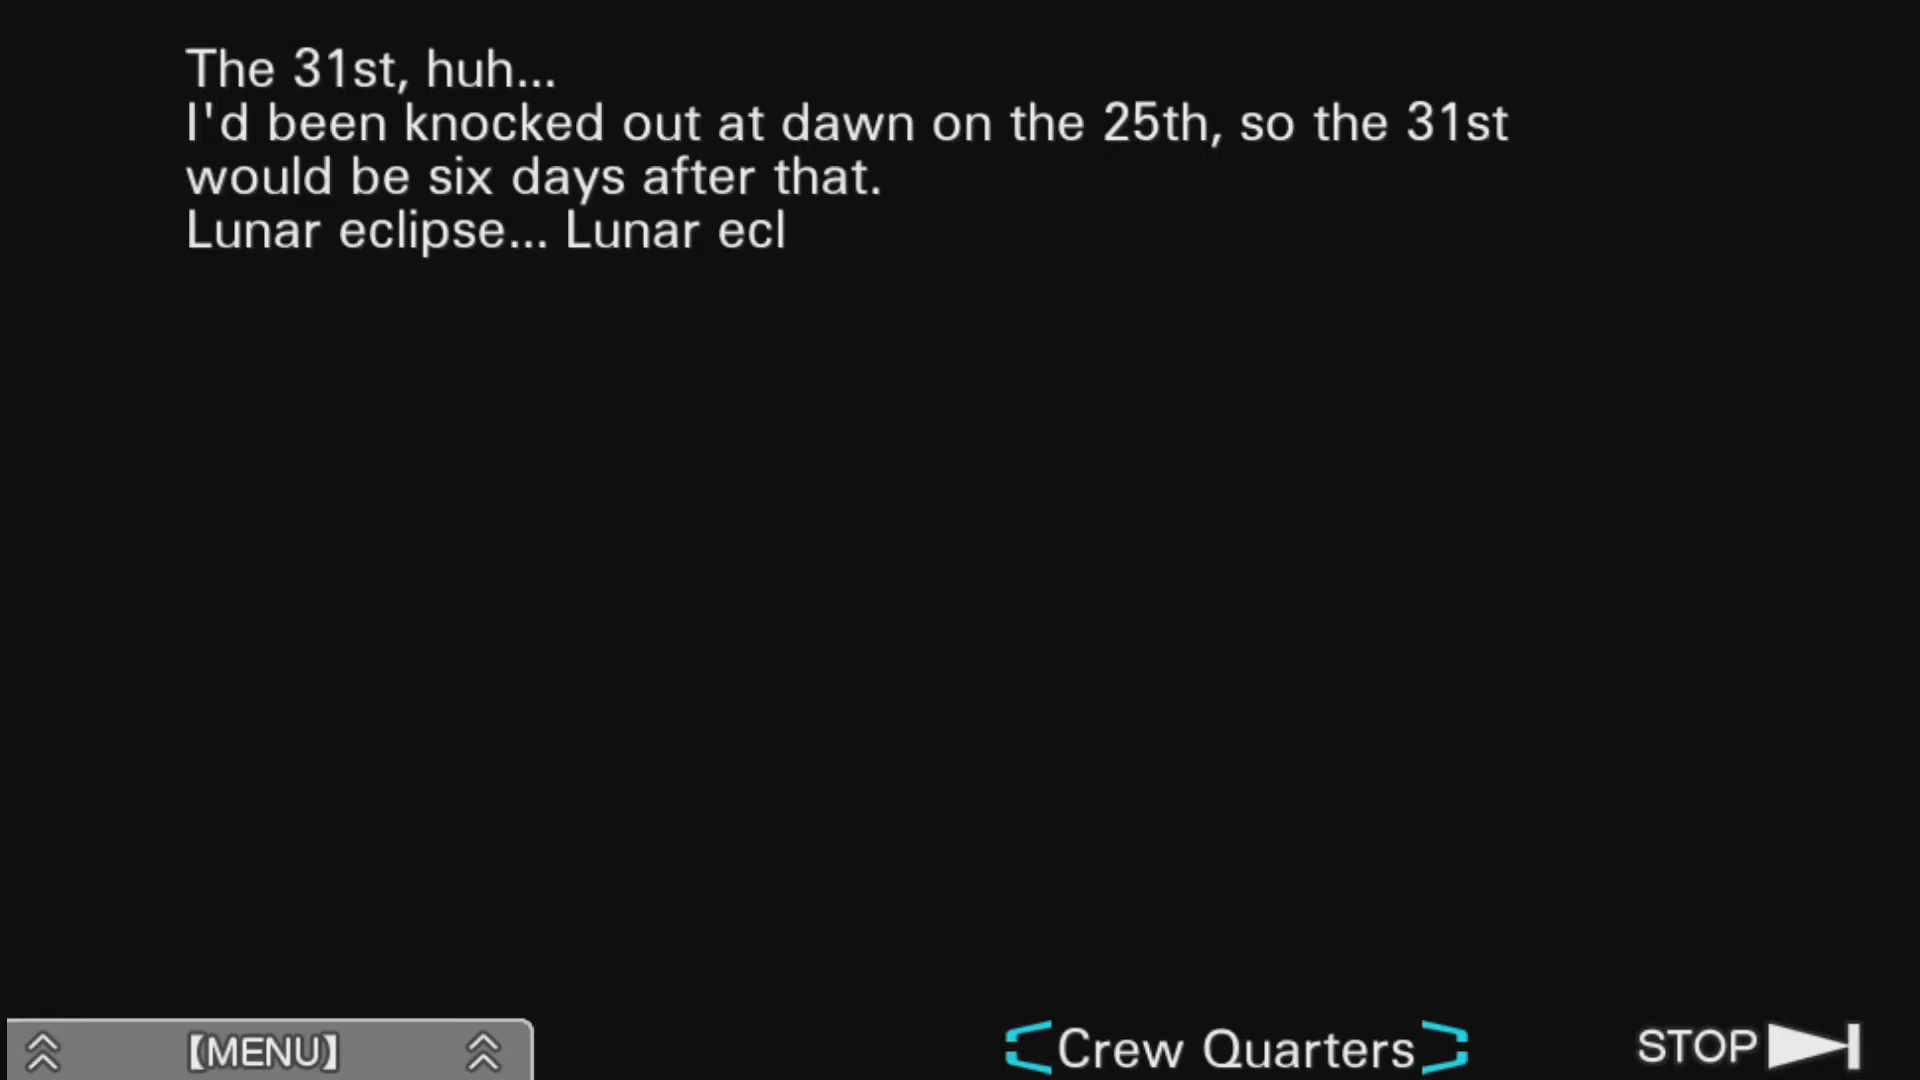 The 31st, huh...
I'd been knocked out at dawn on the 25th, so the 31st
would be six days after that.
Lunar eclipse... Lunar ecl
【MENU】
Crew Quarters
STOP